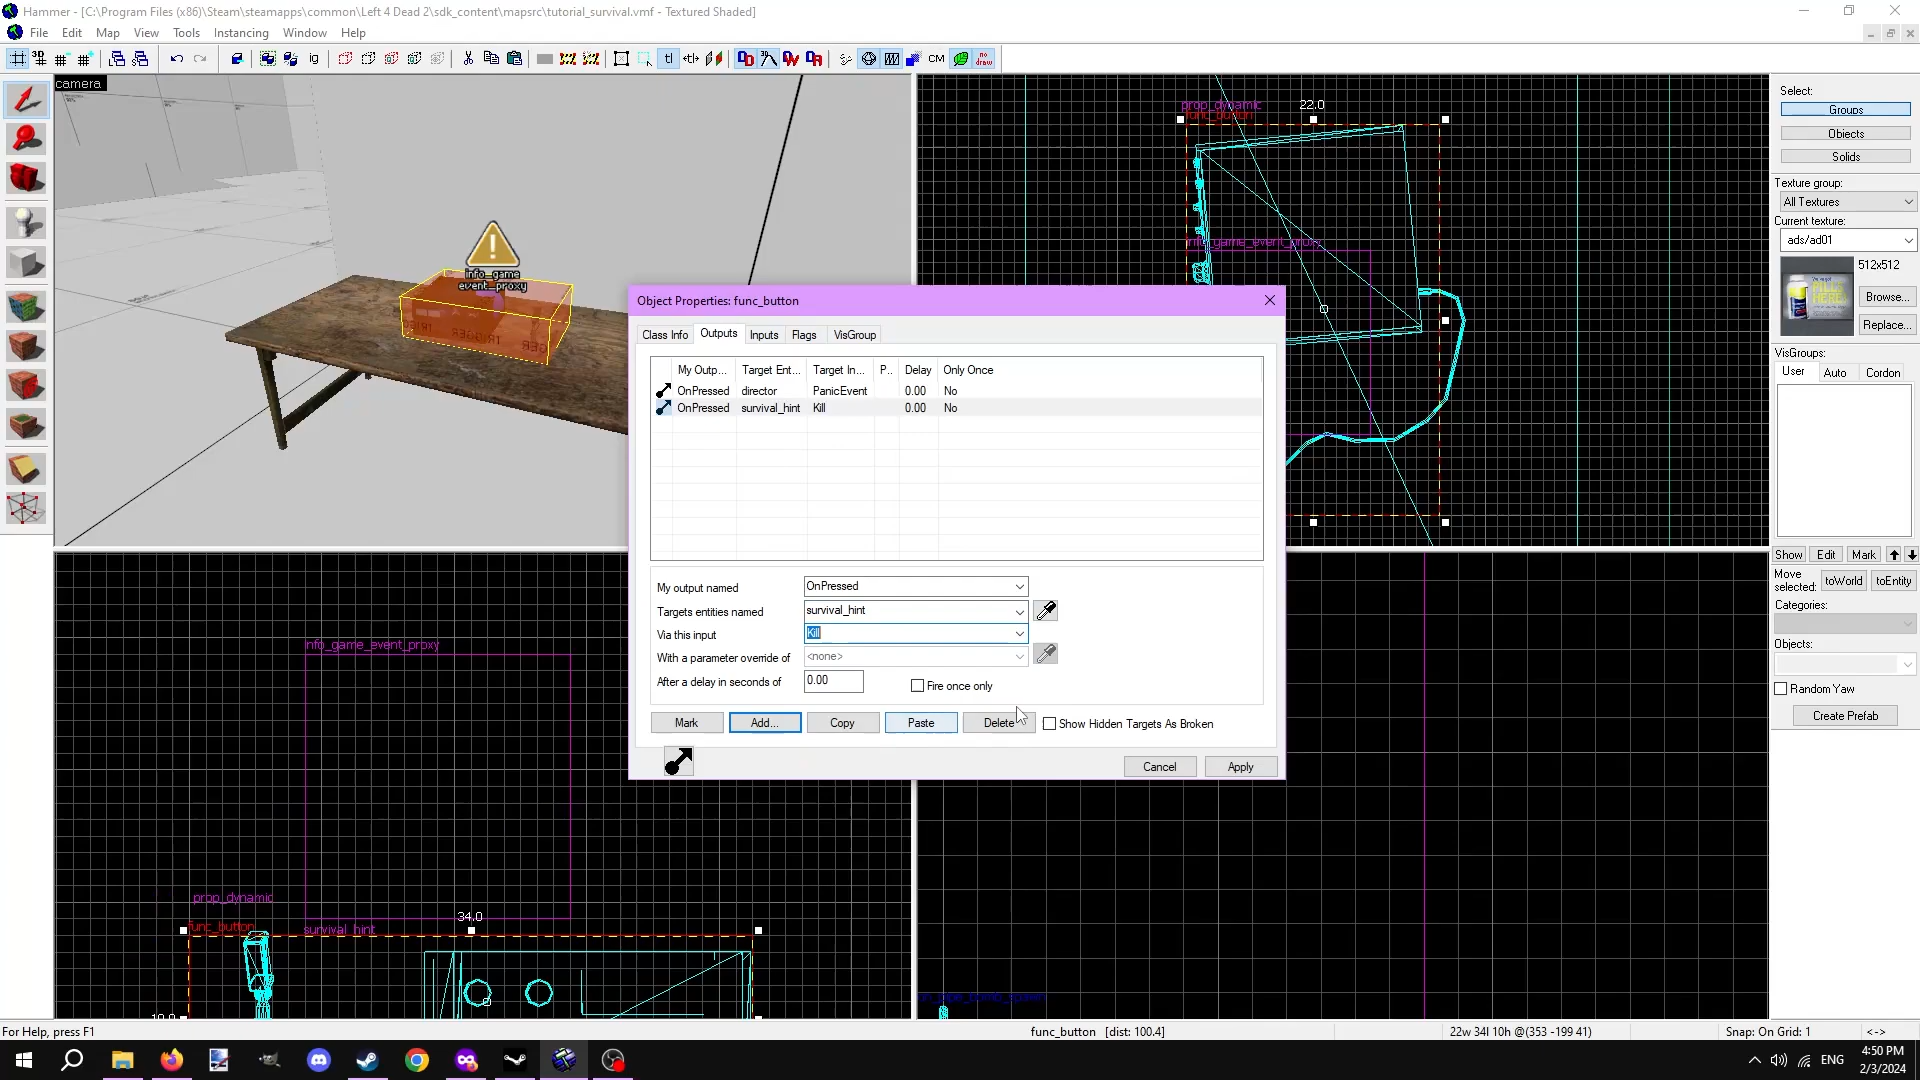 Hammer - [C:\Program Files (x86)\Steam\steamapps\common\Left 4 Dead 2\sdk_content\mapsrc\tutorial_survival.vmf - Textured Shaded]
File Edit Map View Tools Instancing Window Help
camera
info_game
event_proxy
prop_dynamic 22.0
func_button
info_game_event_proxy
Object Properties: func_button
Class Info Outputs Inputs Flags VisGroup
My Outp... Target Ent... Target In... P.. Delay Only Once
OnPressed director PanicEvent 0.00 No
OnPressed survival_hint Kill 0.00 No
My output named OnPressed
Targets entities named survival_hint
Via this input Kill
With a parameter override of <none>
After a delay in seconds of 0.00 Fire once only
Mark Add... Copy Paste Delete Show Hidden Targets As Broken
Cancel Apply
info_game_event_proxy
prop_dynamic
34.0
func_button survival_hint
Select:
Groups
Objects
Solids
Texture group:
All Textures
Current texture:
ads/ad01
512x512
Browse...
Replace...
VisGroups:
User Auto Cordon
Show Edit Mark
Move
selected: toWorld toEntity
Categories:
Objects:
Random Yaw
Create Prefab
For Help, press F1 func_button [dist: 100.4] 22w 34l 10h @(353 -199 41) Snap: On Grid: 1 <->
ENG 4:50 PM
2/3/2024